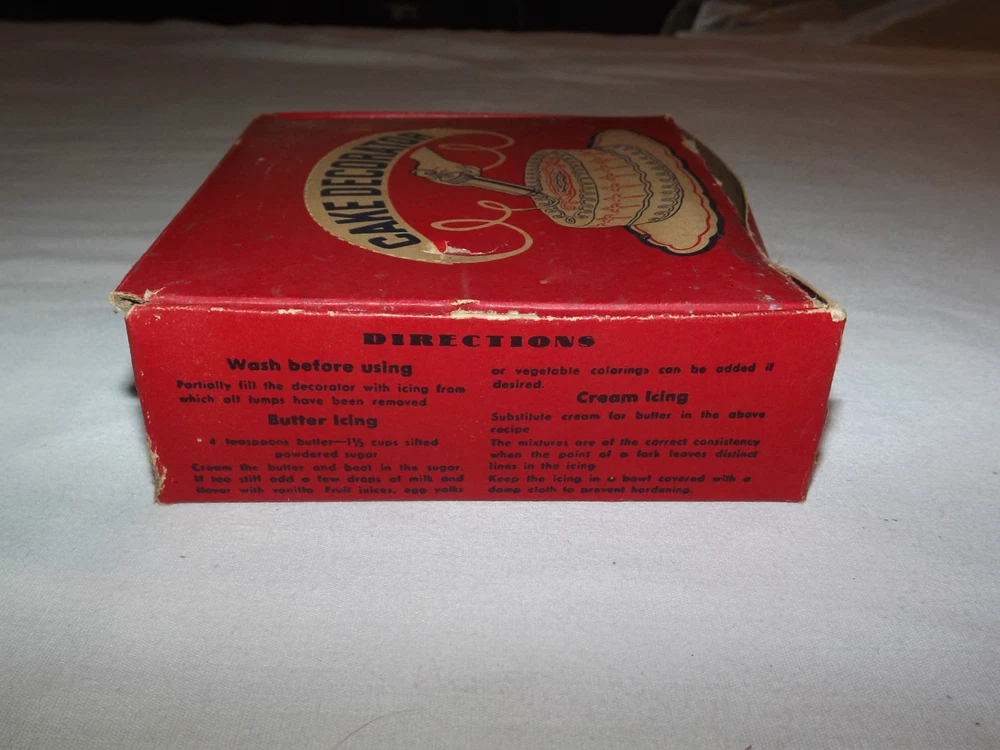 CAKE DECORATOR
DIRECTIONS
Wash before using
Partially fill the decorator with icing from
which all lumps have been removed
Butter Icing
4 teaspoons butter—1½ cups sifted
powdered sugar
Cream the butter and beat in the sugar.
If too stiff add a few drops of milk and
flavor with vanilla. Fruit juices, egg yolks
or vegetable colorings can be added if
desired.
Cream Icing
Substitute cream for butter in the above
recipe
The mixtures are of the correct consistency
when the point of a fork leaves distinct
lines in the icing
Keep the icing in a bowl covered with a
damp cloth to prevent hardening.